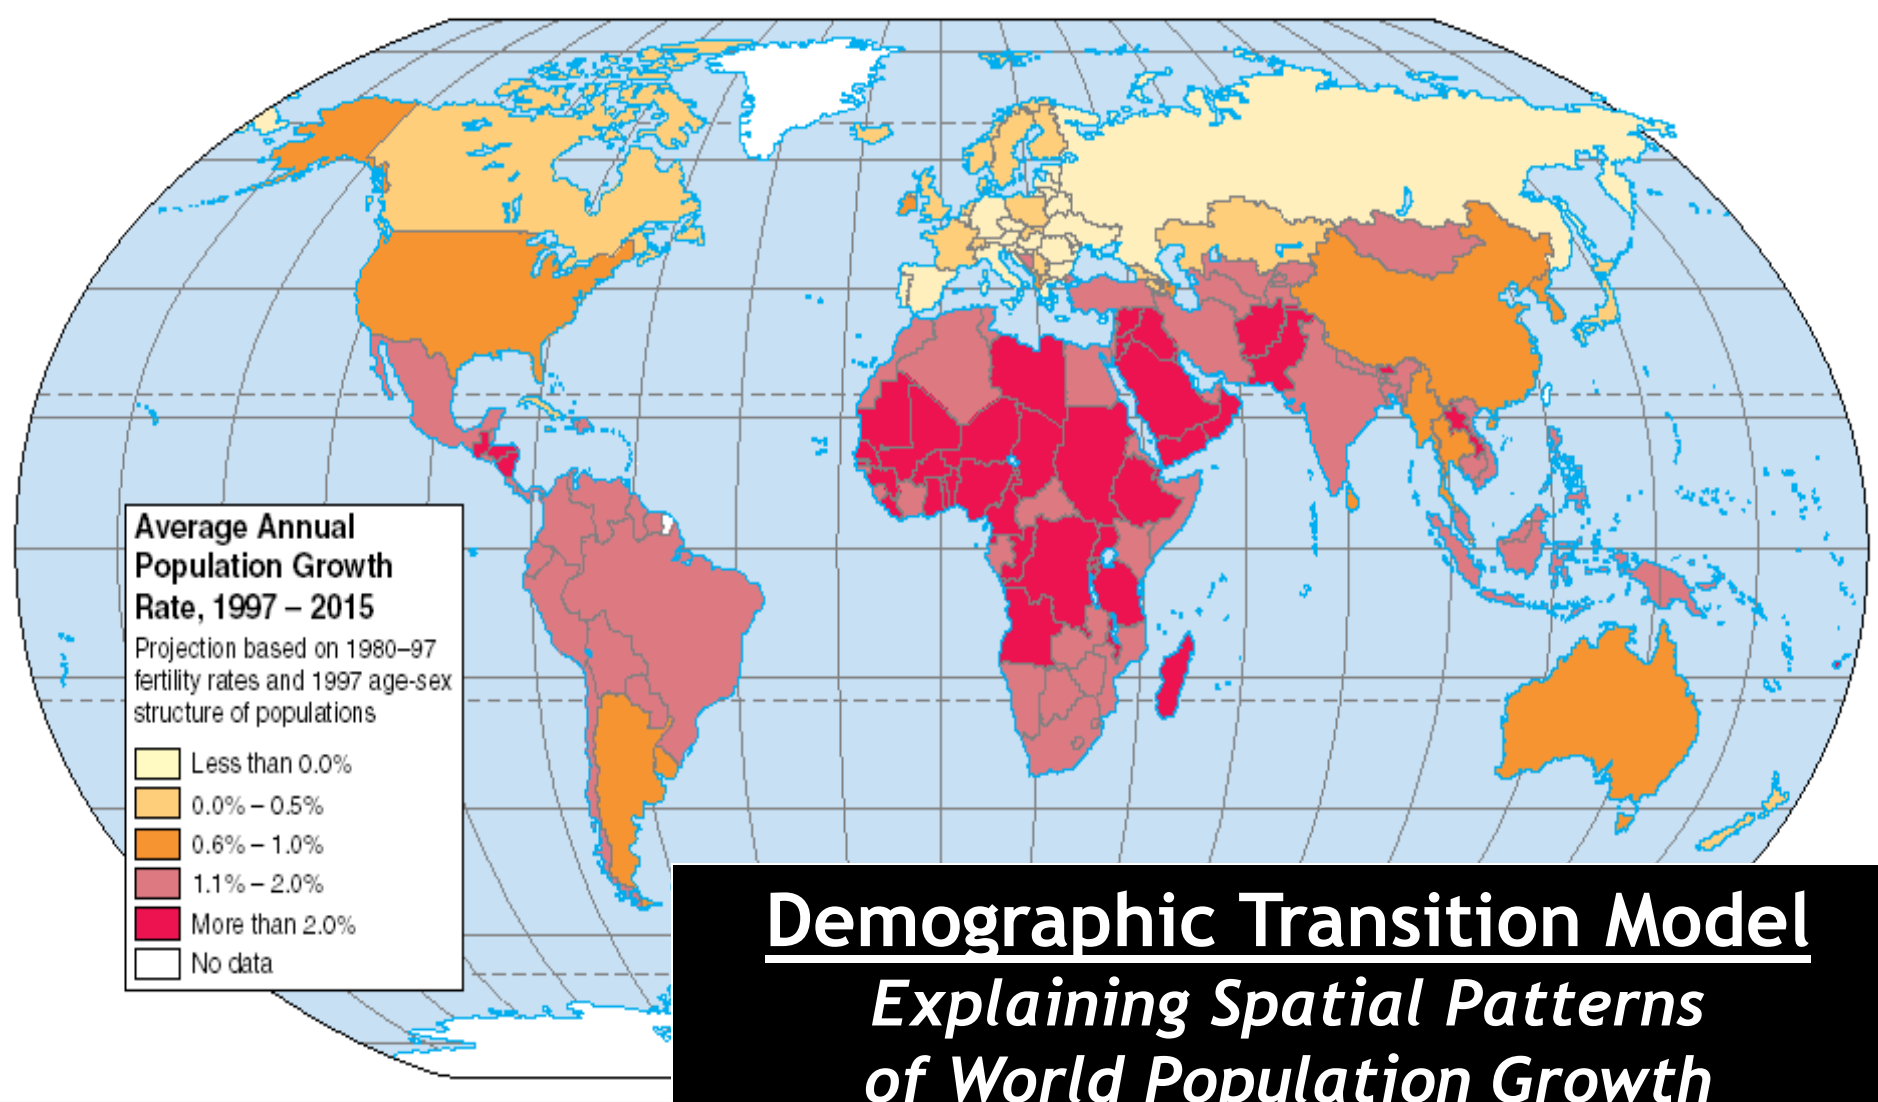 Average Annual
Population Growth
Rate, 1997 – 2015
Projection based on 1980–97
fertility rates and 1997 age-sex
structure of populations
Less than 0.0%
0.0% – 0.5%
0.6% – 1.0%
1.1% – 2.0%
More than 2.0%
No data
Demographic Transition Model
Explaining Spatial Patterns
of World Population Growth